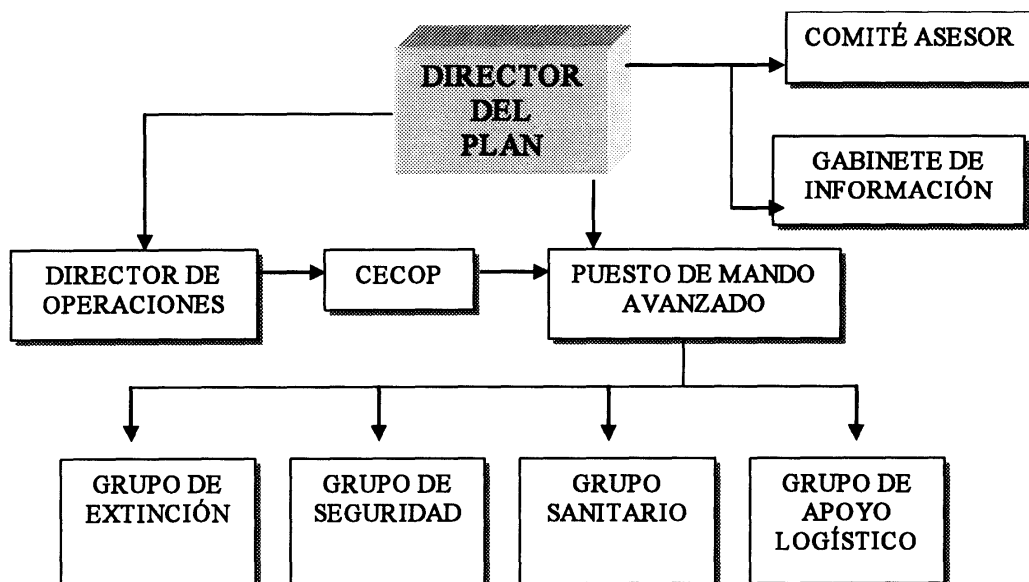 COMITÉ ASESOR
DIRECTOR
DEL
PLAN
GABINETE DE
INFORMACIÓN
DIRECTOR DE
OPERACIONES
CECOP
PUESTO DE MANDO
AVANZADO
GRUPO DE
EXTINCIÓN
GRUPO DE
SEGURIDAD
GRUPO
SANITARIO
GRUPO DE
APOYO
LOGÍSTICO